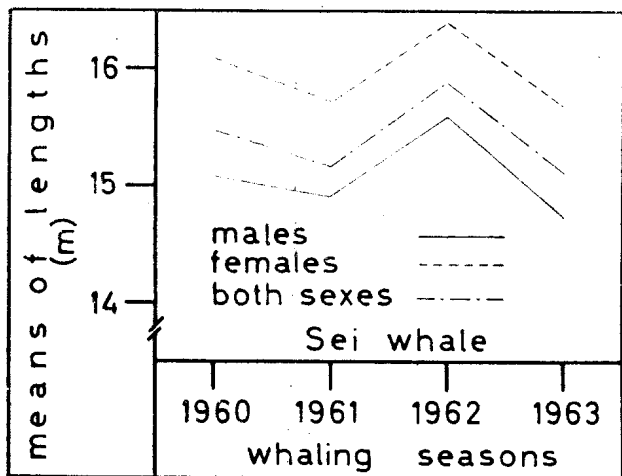 means of lengths
(m)
16
15
14
males
females
both sexes
Sei whale
1960 1961 1962 1963
whaling seasons